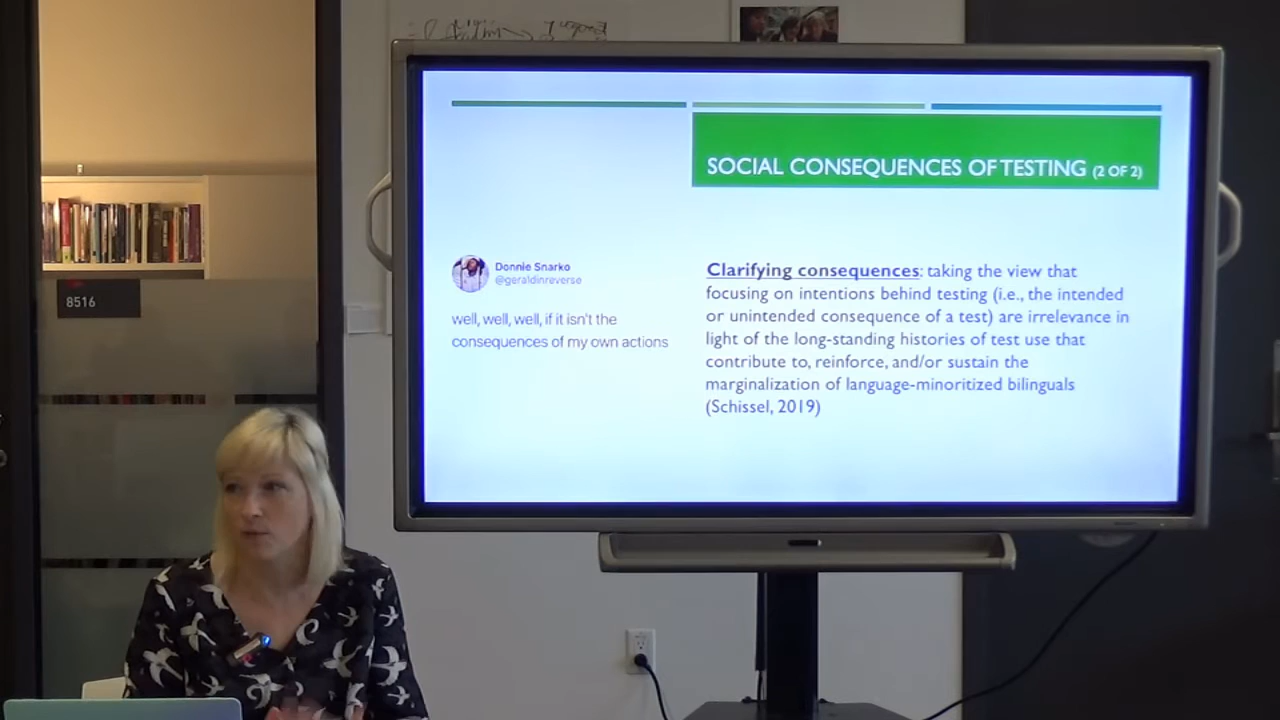 SOCIAL CONSEQUENCES OF TESTING (2 OF 2)
Donnie Snarko
@geraldinreverse
well, well, well, if it isn't the
consequences of my own actions
Clarifying consequences: taking the view that
focusing on intentions behind testing (i.e., the intended
or unintended consequence of a test) are irrelevance in
light of the long-standing histories of test use that
contribute to, reinforce, and/or sustain the
marginalization of language-minoritized bilinguals
(Schissel, 2019)
8516